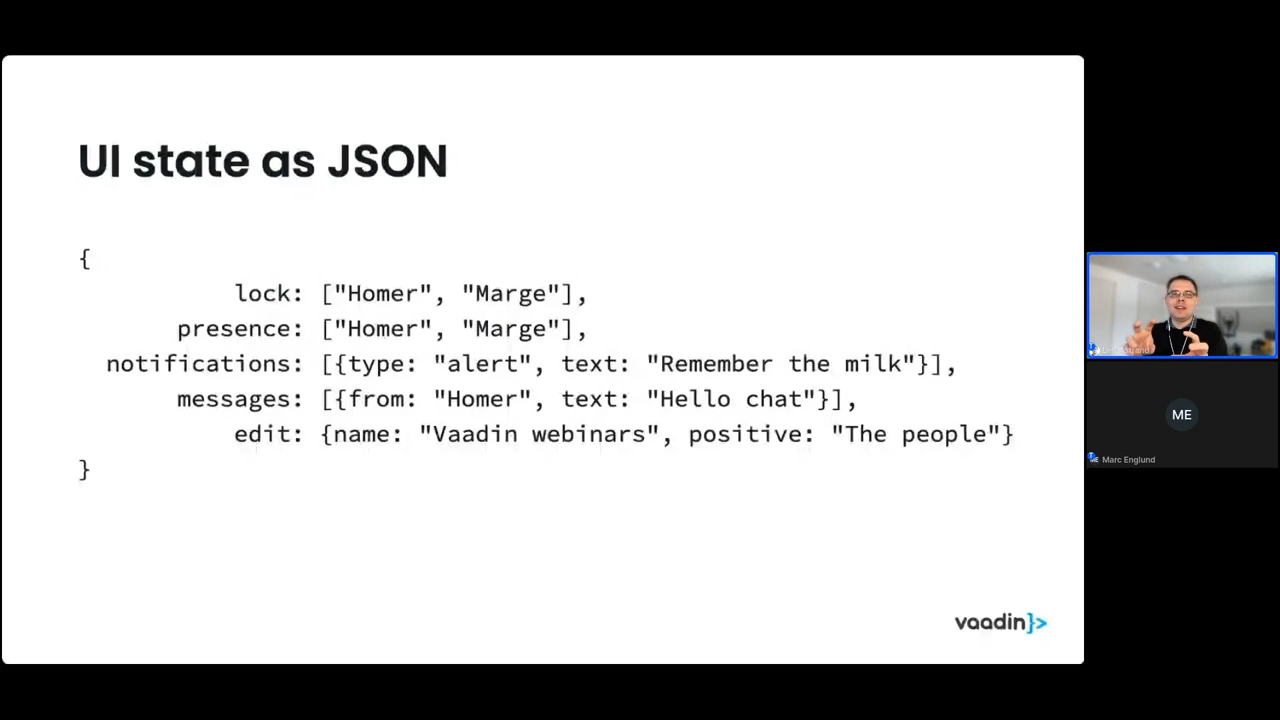 UI state as JSON
{
lock: ["Homer", "Marge"],
presence: ["Homer", "Marge"],
notifications: [{type: "alert", text: "Remember the milk"}],
messages: [{from: "Homer", text: "Hello chat"}],
edit: {name: "Vaadin webinars", positive: "The people"}
}
vaadin}>
ME
Marc Englund